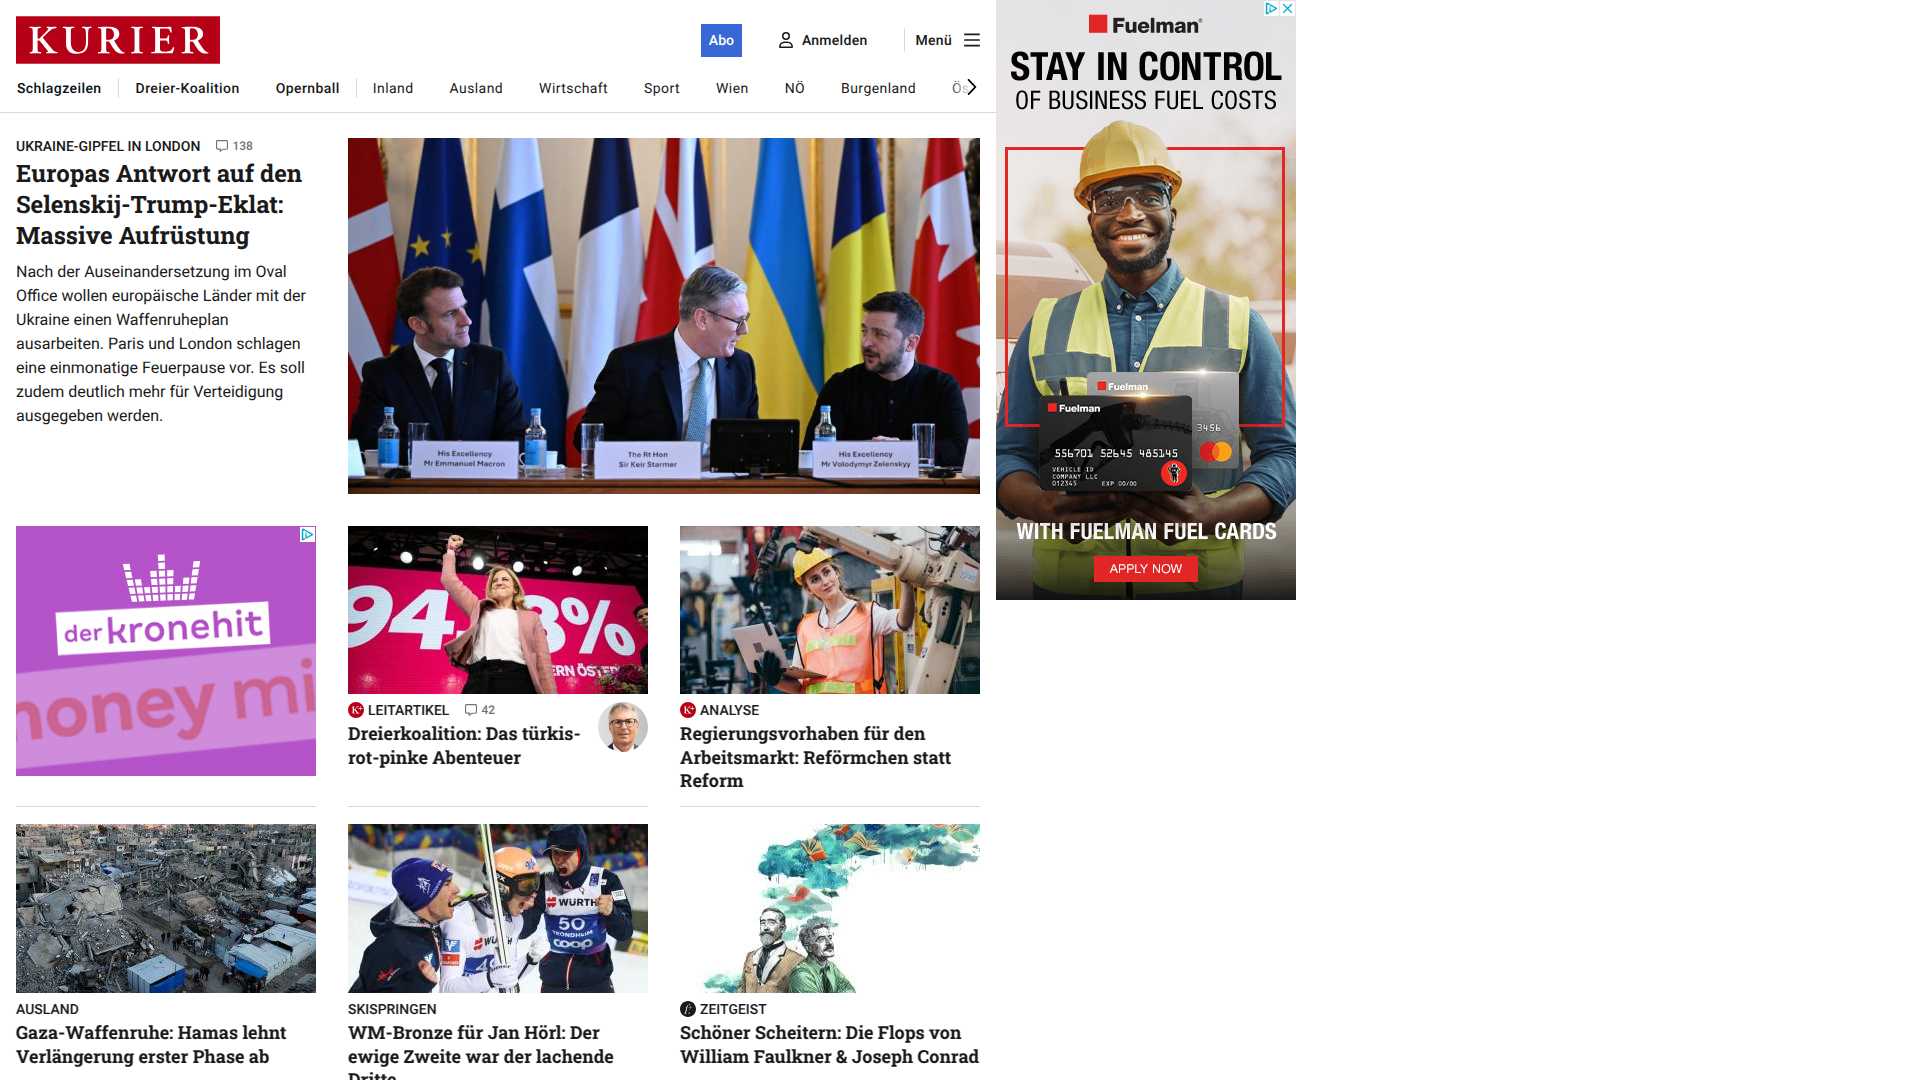 KURIER
Abo
Anmelden
Menü
Schlagzeilen
Dreier-Koalition
Opernball
Inland
Ausland
Wirtschaft
Sport
Wien
NÖ
Burgenland
UKRAINE-GIPFEL IN LONDON 138
Europas Antwort auf den
Selenskij-Trump-Eklat:
Massive Aufrüstung
Nach der Auseinandersetzung im Oval
Office wollen europäische Länder mit der
Ukraine einen Waffenruheplan
ausarbeiten. Paris und London schlagen
eine einmonatige Feuerpause vor. Es soll
zudem deutlich mehr für Verteidigung
ausgegeben werden.
His Excellency
Mr Emmanuel Macron
The Rt Hon
Sir Keir Starmer
His Excellency
Mr Volodymyr Zelenskyy
Fuelman
STAY IN CONTROL
OF BUSINESS FUEL COSTS
Fuelman
Fuelman
3456
556701 52645 485145
VEHICLE ID
COMPANY LLC
012345 EXP 00/00
WITH FUELMAN FUEL CARDS
APPLY NOW
der kronehit
money mi
94 8%
ERN ÖSTER
K+ LEITARTIKEL 42
Dreierkoalition: Das türkis-
rot-pinke Abenteuer
K+ ANALYSE
Regierungsvorhaben für den
Arbeitsmarkt: Reförmchen statt
Reform
AUSLAND
Gaza-Waffenruhe: Hamas lehnt
Verlängerung erster Phase ab
WÜRTH
50
TRONDHEIM
coop
SKISPRINGEN
WM-Bronze für Jan Hörl: Der
ewige Zweite war der lachende
Dritte
ZEITGEIST
Schöner Scheitern: Die Flops von
William Faulkner & Joseph Conrad